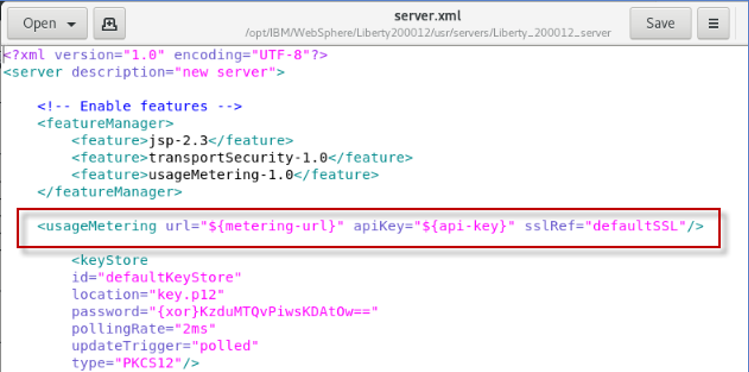 Open
server.xml
/opt/IBM/WebSphere/Liberty200012/usr/servers/Liberty_200012_server
Save
<?xml version="1.0" encoding="UTF-8"?>
<server description="new server">
<!-- Enable features -->
<featureManager>
<feature>jsp-2.3</feature>
<feature>transportSecurity-1.0</feature>
<feature>usageMetering-1.0</feature>
</featureManager>
<usageMetering url="${metering-url}" apiKey="${api-key}" sslRef="defaultSSL"/>
<keyStore
id="defaultKeyStore"
location="key.p12"
password="{xor}KzduMTQvPiwsKDAtOw=="
pollingRate="2ms"
updateTrigger="polled"
type="PKCS12"/>